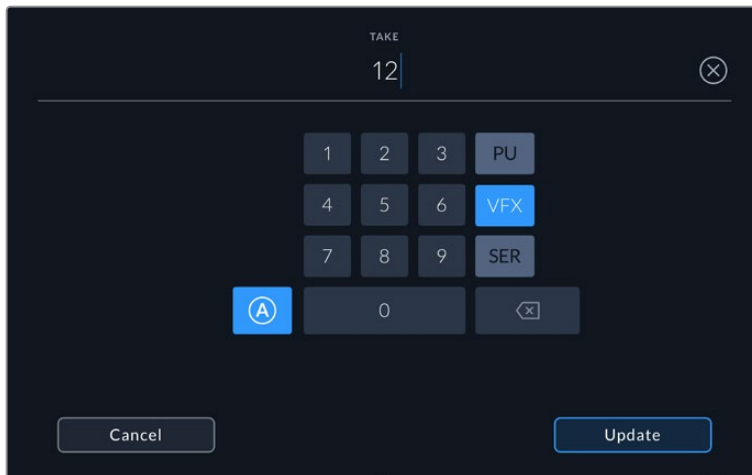 TAKE
12
1 2 3 PU
4 5 6 VFX
7 8 9 SER
A 0
Cancel Update